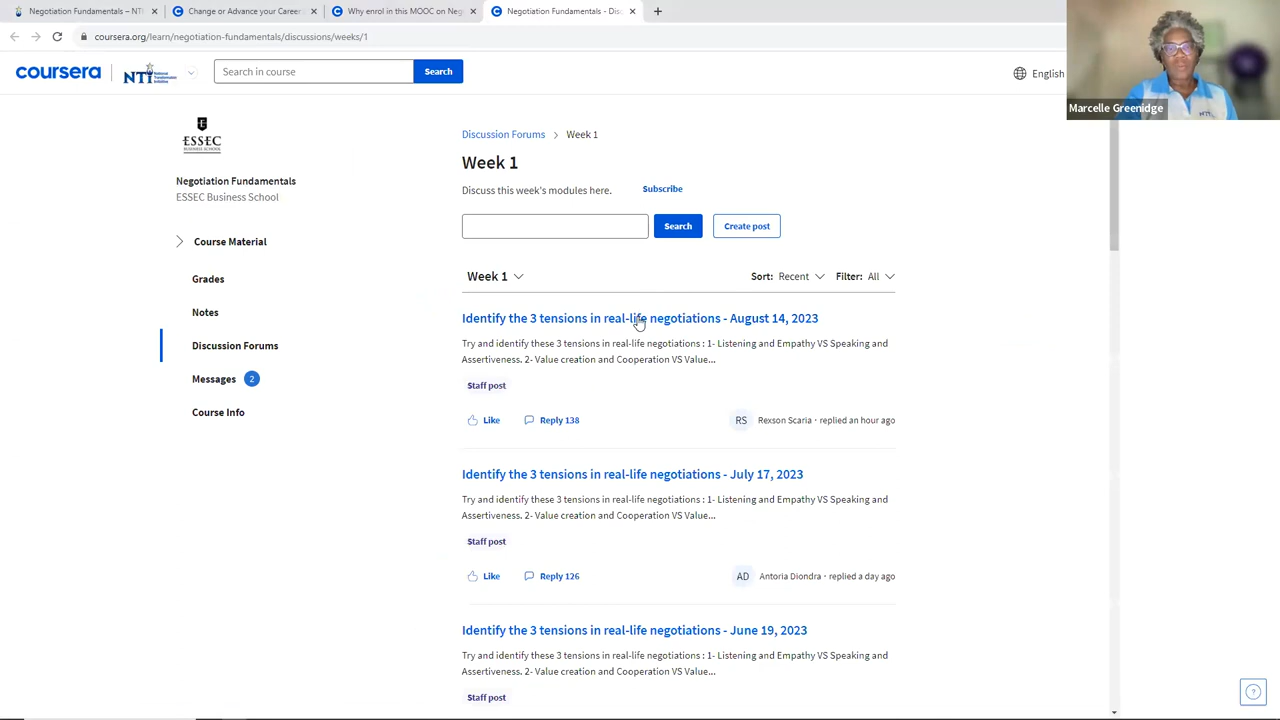 Negotiation Fundamentals – NT
Change or Advance your Career
Why enrol in this MOOC on Neg
Negotiation Fundamentals - Dis
coursera.org/learn/negotiation-fundamentals/discussions/weeks/1
coursera
NTI
Search in course
Search
English
Marcelle Greenidge
ESSEC
BUSINESS SCHOOL
Negotiation Fundamentals
ESSEC Business School
Course Material
Grades
Notes
Discussion Forums
Messages 2
Course Info
Discussion Forums > Week 1
Week 1
Discuss this week's modules here. Subscribe
Search Create post
Week 1 Sort: Recent Filter: All
Identify the 3 tensions in real-life negotiations - August 14, 2023
Try and identify these 3 tensions in real-life negotiations : 1- Listening and Empathy VS Speaking and
Assertiveness. 2- Value creation and Cooperation VS Value...
Staff post
Like Reply 138 RS Rexson Scaria · replied an hour ago
Identify the 3 tensions in real-life negotiations - July 17, 2023
Try and identify these 3 tensions in real-life negotiations : 1- Listening and Empathy VS Speaking and
Assertiveness. 2- Value creation and Cooperation VS Value...
Staff post
Like Reply 126 AD Antoria Diondra · replied a day ago
Identify the 3 tensions in real-life negotiations - June 19, 2023
Try and identify these 3 tensions in real-life negotiations : 1- Listening and Empathy VS Speaking and
Assertiveness. 2- Value creation and Cooperation VS Value...
Staff post